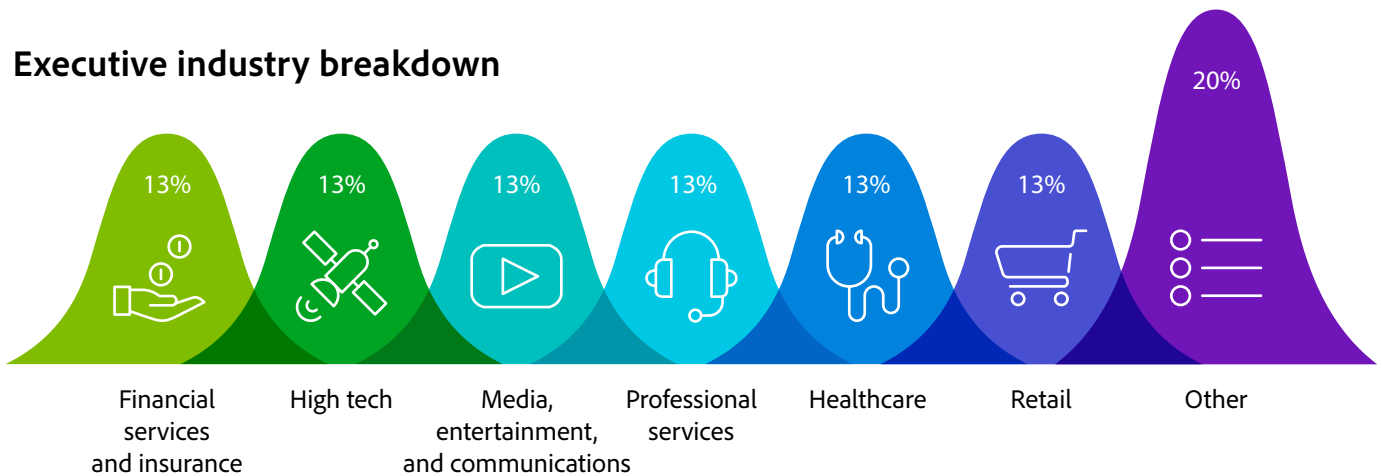 Executive industry breakdown
20%
13%
13%
13%
13%
13%
13%
Financial
services
and insurance
High tech
Media,
entertainment,
and communications
Professional
services
Healthcare
Retail
Other